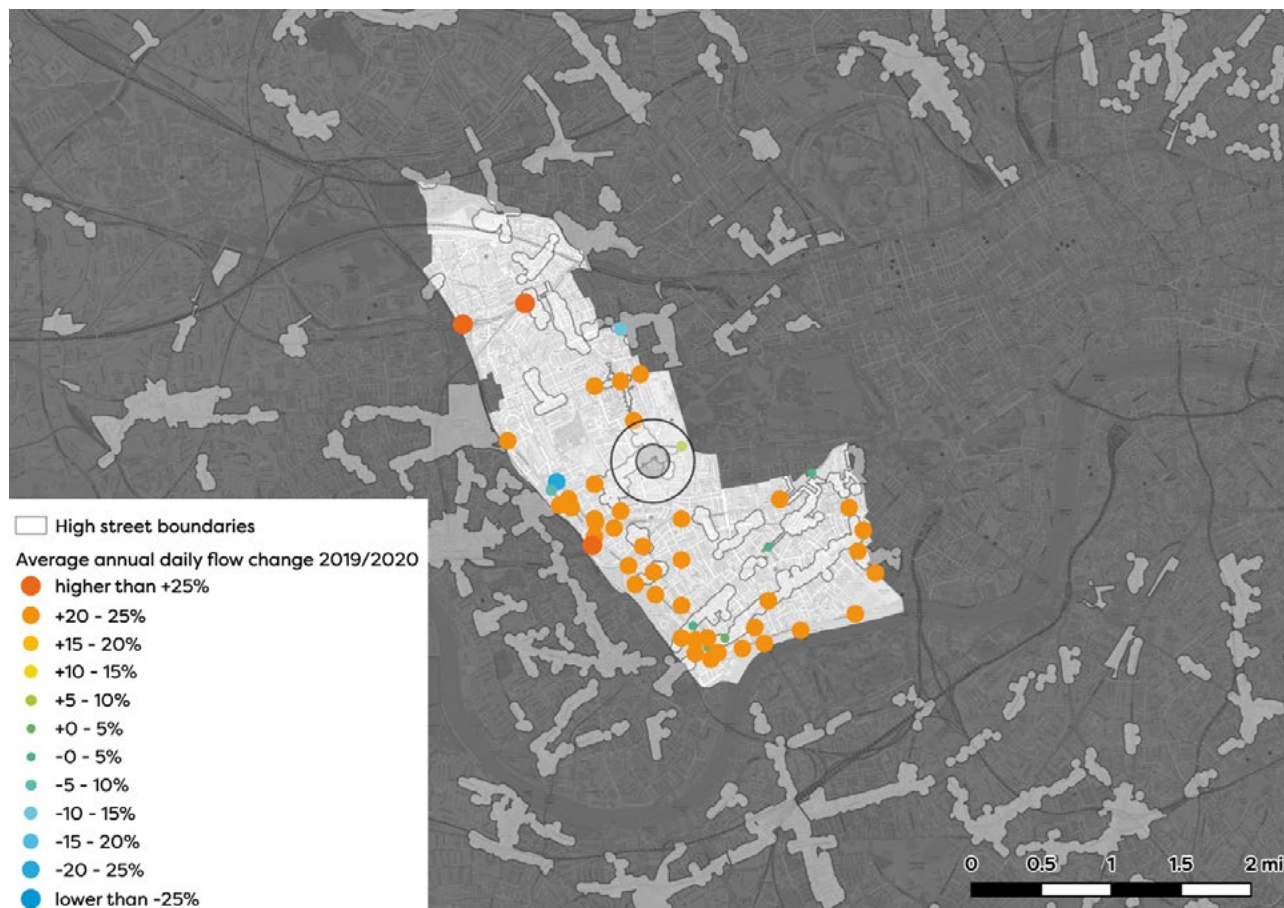 High street boundaries
Average annual daily flow change 2019/2020
higher than +25%
+20 - 25%
+15 - 20%
+10 - 15%
+5 - 10%
+0 - 5%
-0 - 5%
-5 - 10%
-10 - 15%
-15 - 20%
-20 - 25%
lower than -25%
0 0.5 1 1.5 2 mi